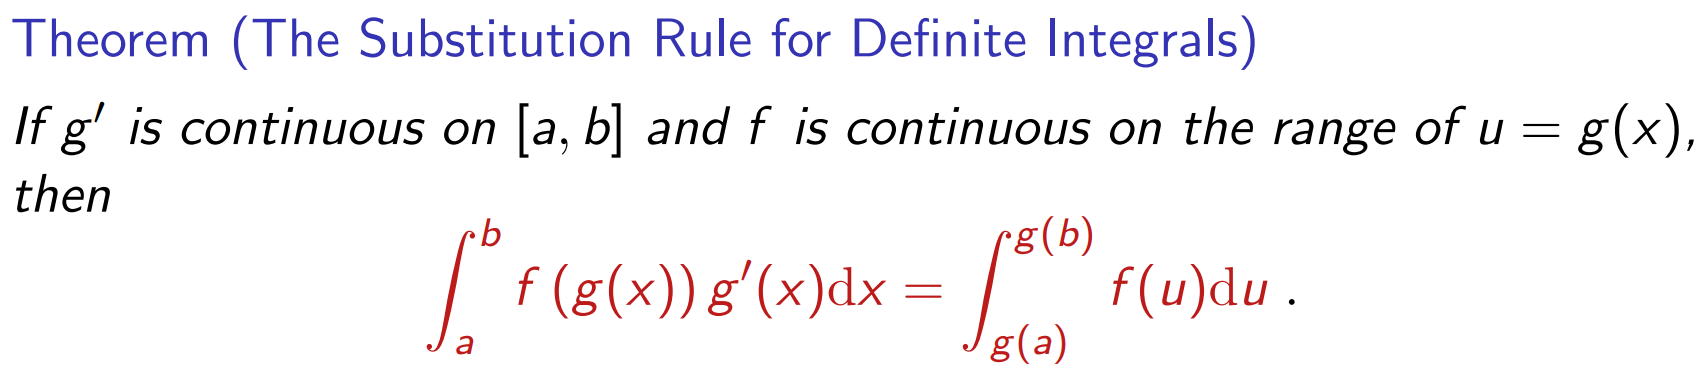 Theorem (The Substitution Rule for Definite Integrals)
If g′ is continuous on [a, b] and f is continuous on the range of u = g(x),
then
∫_a^b f (g(x)) g′(x)dx = ∫_{g(a)}^{g(b)} f(u)du .